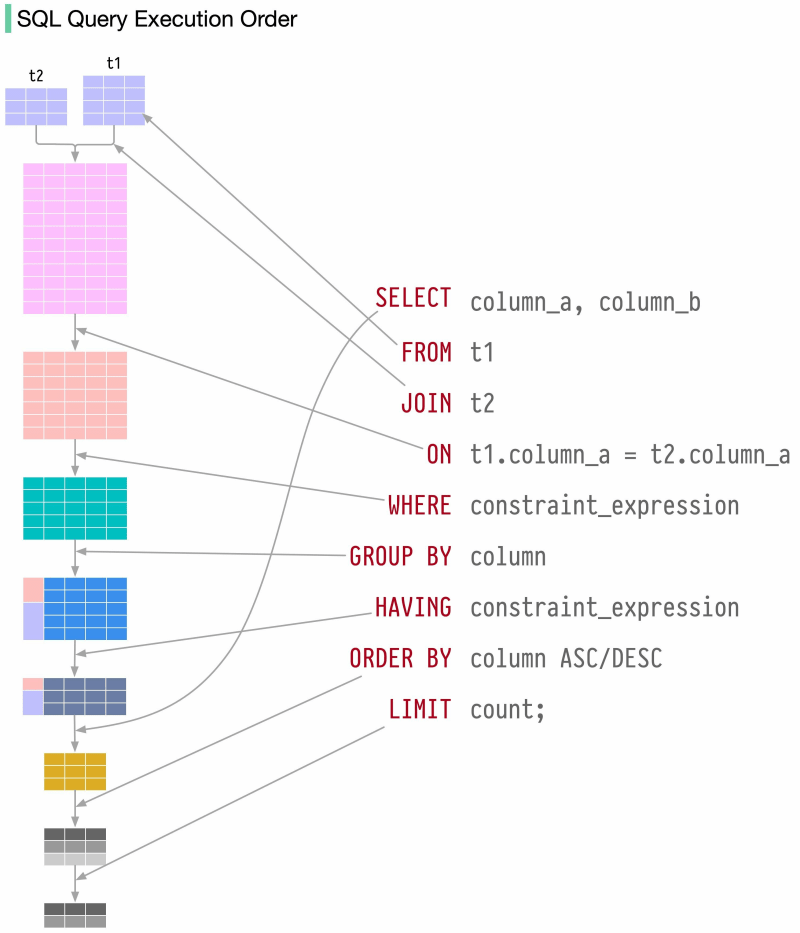 SQL Query Execution Order
t1
t2
SELECT column_a, column_b
FROM t1
JOIN t2
ON t1.column_a = t2.column_a
WHERE constraint_expression
GROUP BY column
HAVING constraint_expression
ORDER BY column ASC/DESC
LIMIT count;